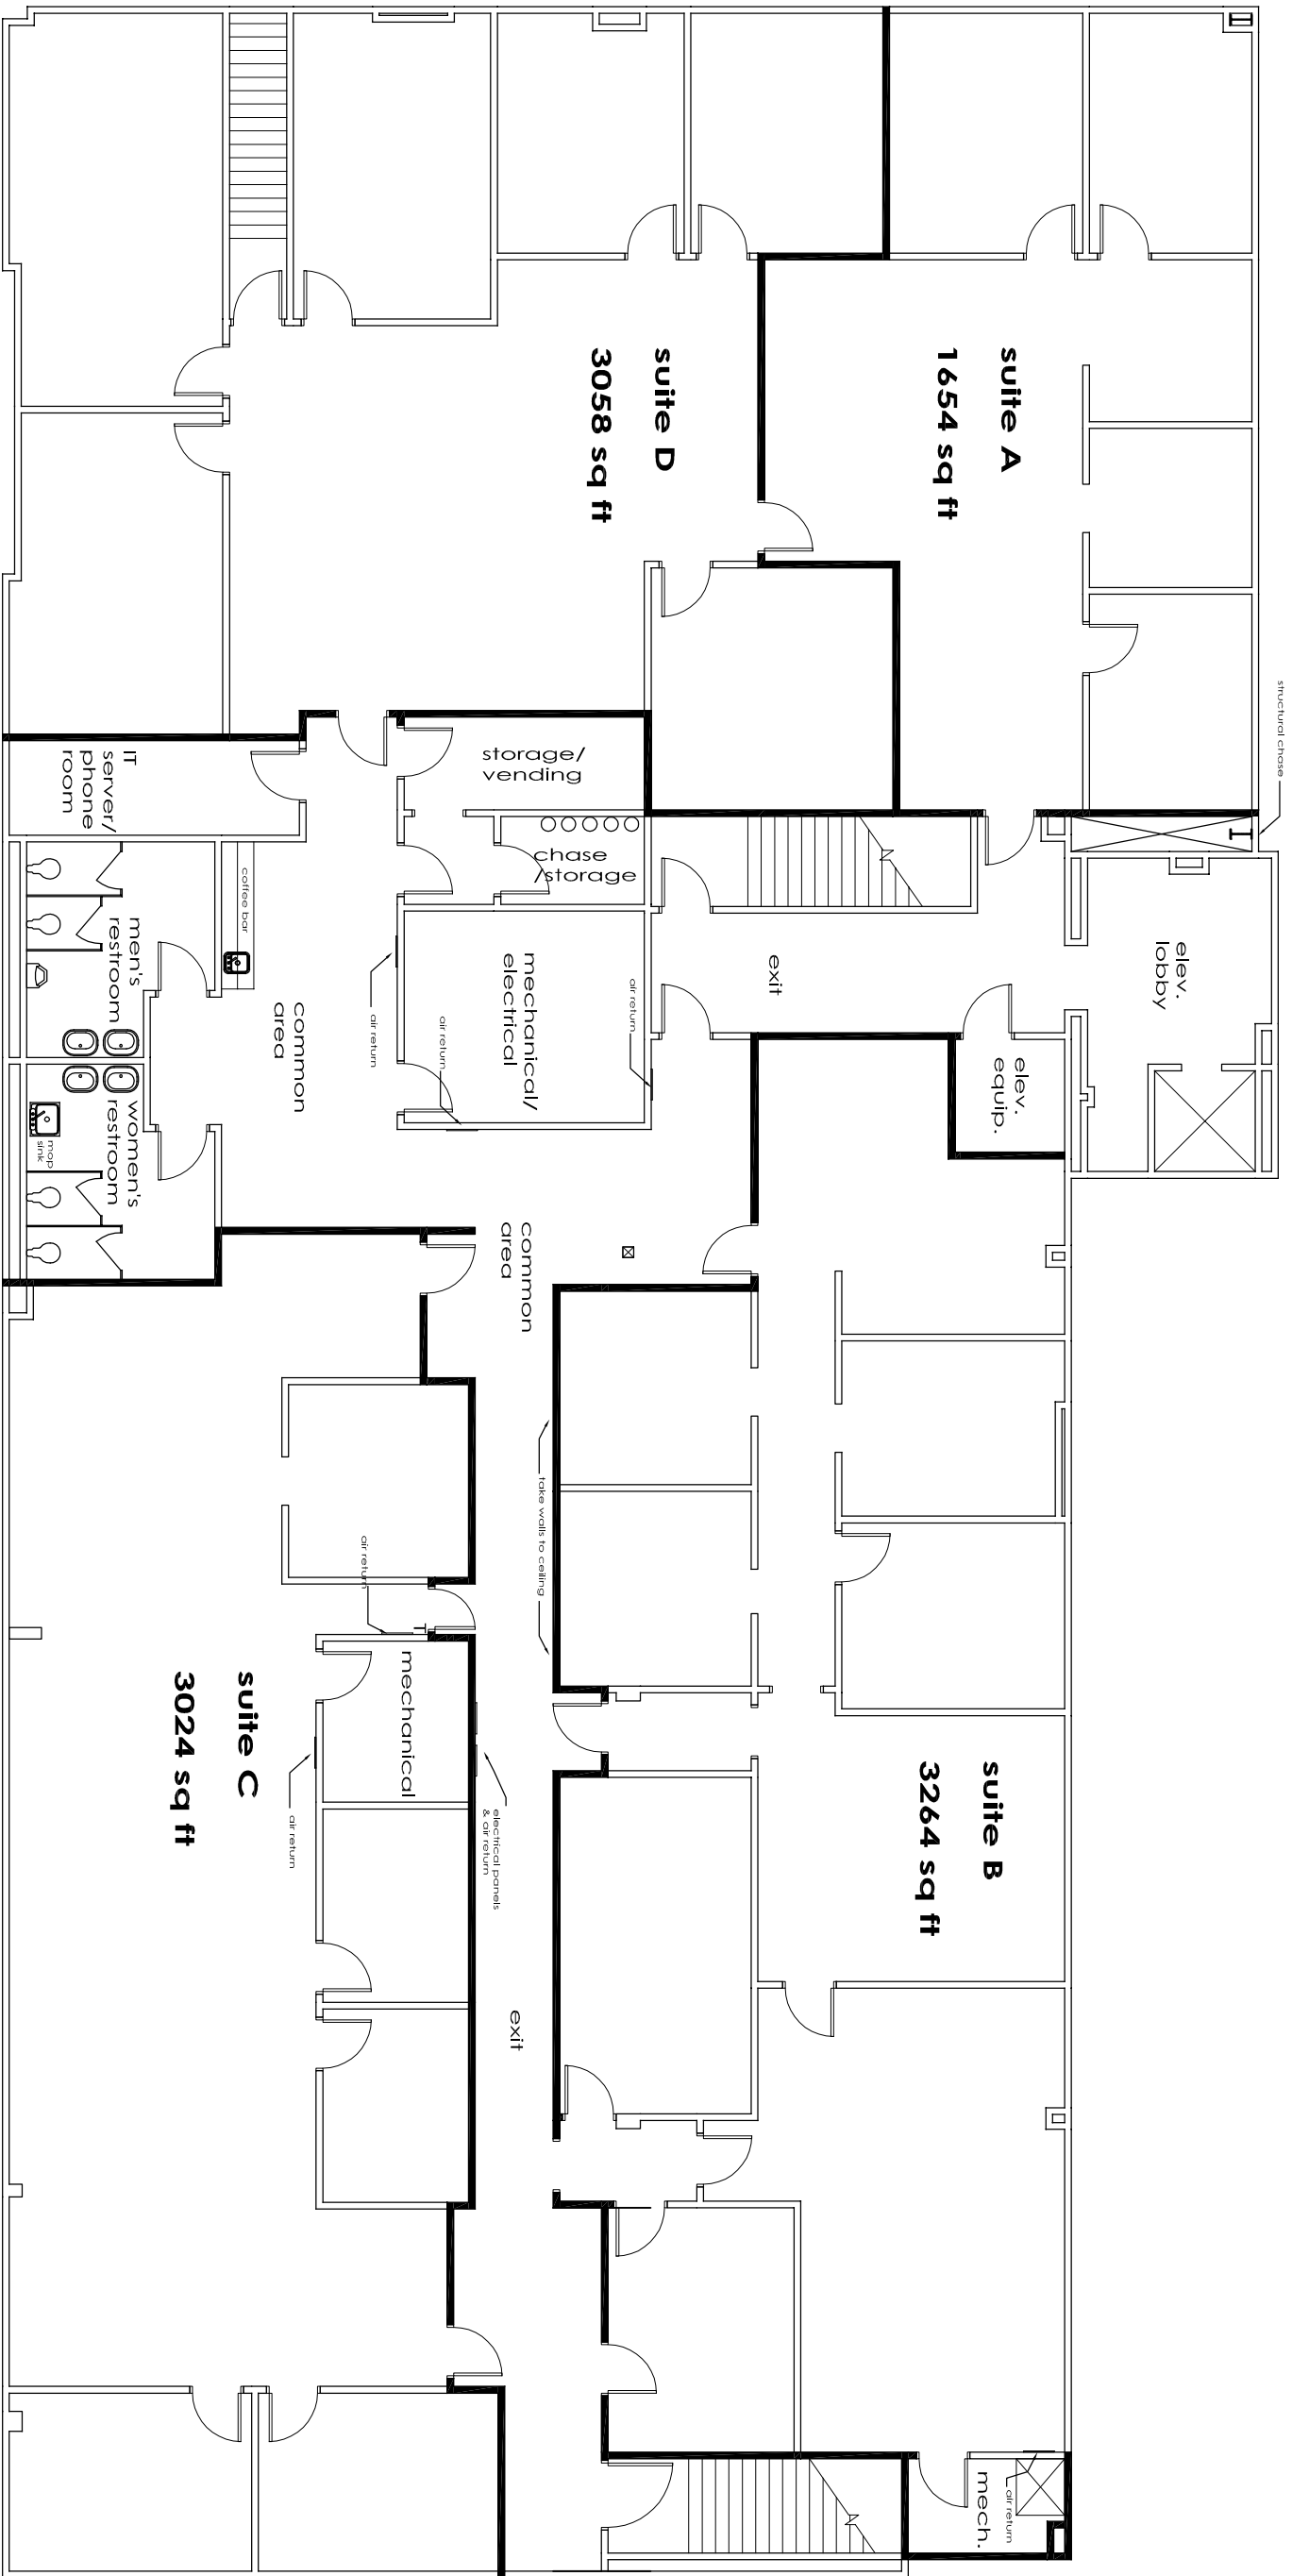 structural chase
suite A
1654 sq ft
suite D
3058 sq ft
IT
server/
phone
room
storage/
vending
chase
/storage
elev.
lobby
exit
mechanical/
electrical
air return
air return
air return
coffee bar
men's
restroom
common
area
elev.
equip.
women's
restroom
mop
sink
common
area
take walls to ceiling
air return
mechanical
suite C
3024 sq ft
air return
electrical panels
& air return
suite B
3264 sq ft
exit
mech.
air return